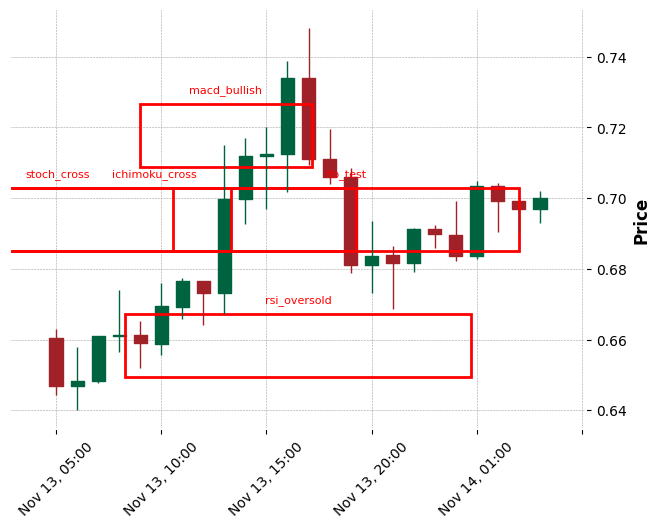 0.74
macd_bullish
0.72
stoch_cross ichimoku_cross
0.70
Price
0.68
rsi_oversold
0.66
0.64
Nov 13, 05:00
Nov 13, 10:00
Nov 13, 15:00
Nov 13, 20:00
Nov 14, 01:00